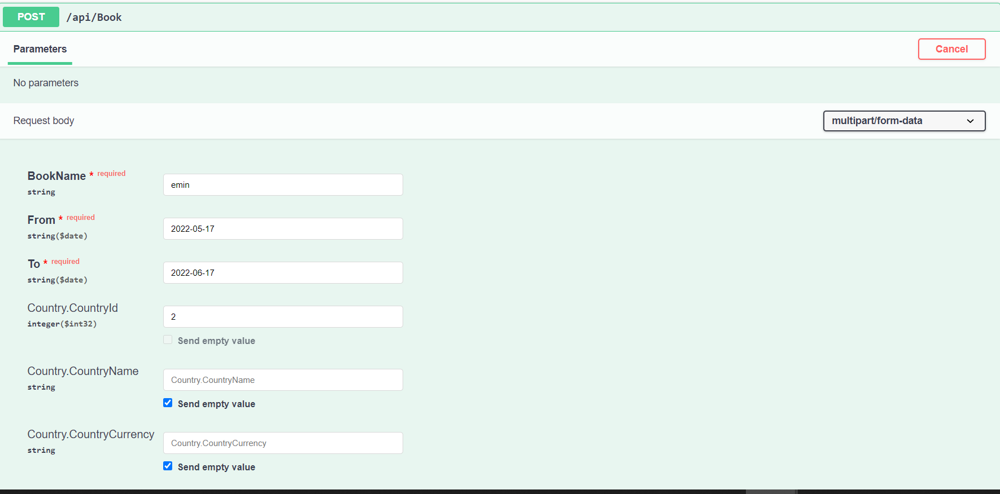 POST /api/Book
Parameters
Cancel
No parameters
Request body
multipart/form-data
BookName * required
string
emin
From * required
string($date)
2022-05-17
To * required
string($date)
2022-06-17
Country.CountryId
integer($int32)
2
Send empty value
Country.CountryName
string
Country.CountryName
Send empty value
Country.CountryCurrency
string
Country.CountryCurrency
Send empty value